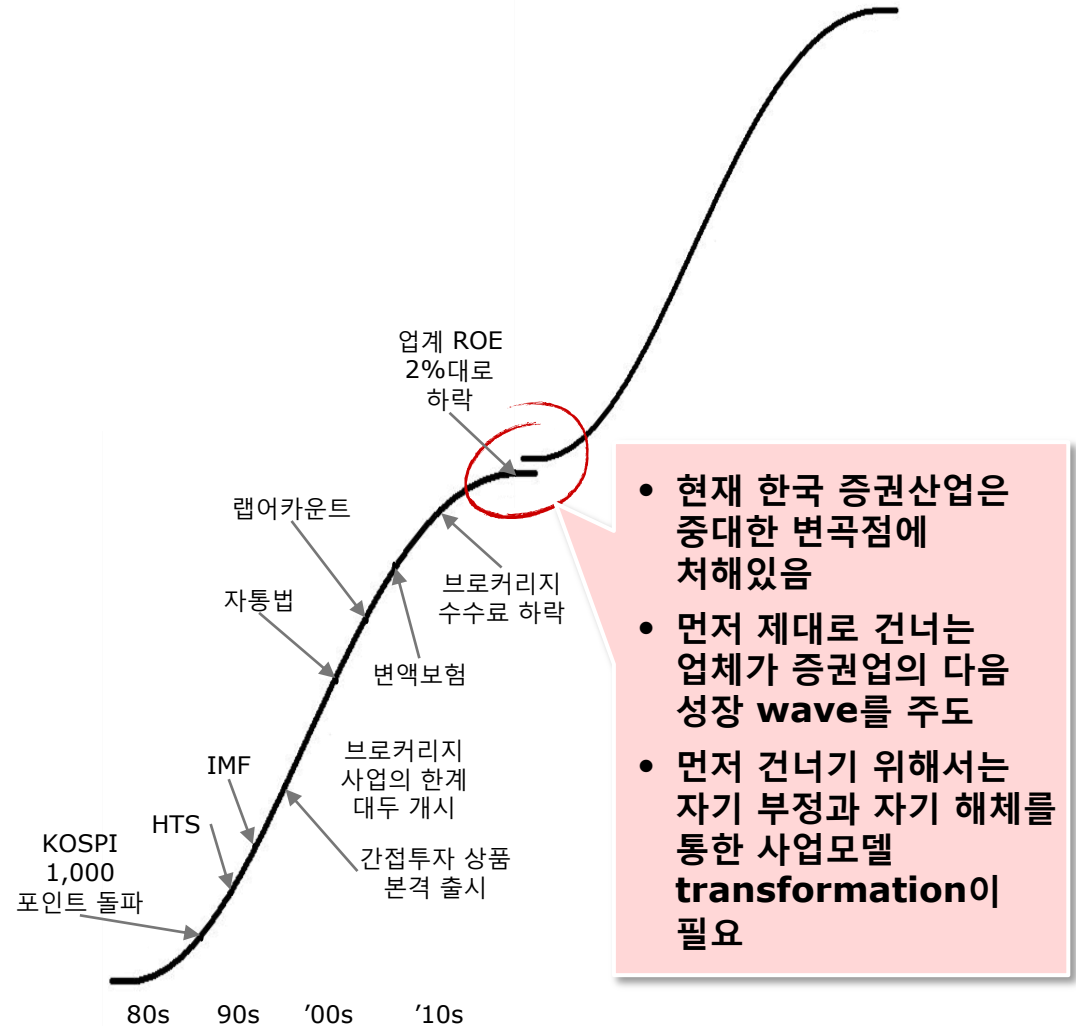 업계 ROE
2%대로
하락
랩어카운트
자통법
브로커리지
수수료 하락
변액보험
IMF
브로커리지
사업의 한계
대두 개시
HTS
KOSPI
1,000
포인트 돌파
간접투자 상품
본격 출시
80s 90s ’00s ’10s
• 현재 한국 증권산업은
중대한 변곡점에
처해있음
• 먼저 제대로 건너는
업체가 증권업의 다음
성장 wave를 주도
• 먼저 건너기 위해서는
자기 부정과 자기 해체를
통한 사업모델
transformation이
필요